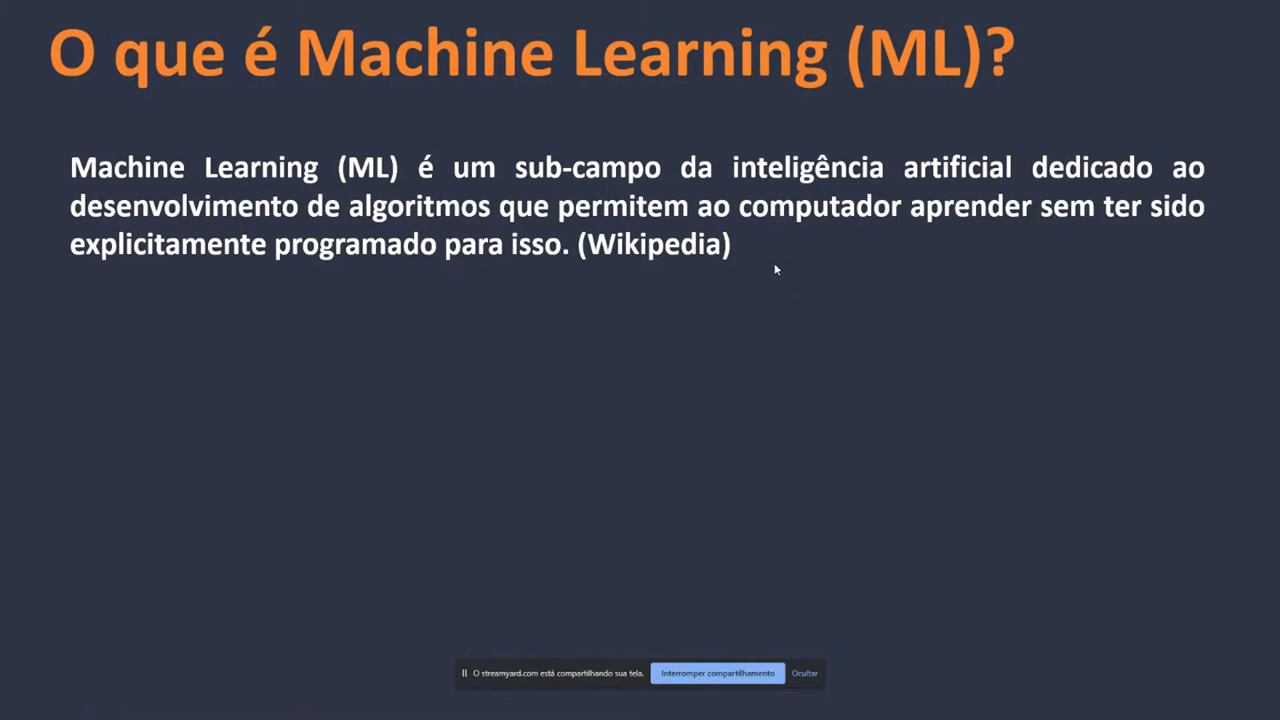 O que é Machine Learning (ML)?
Machine Learning (ML) é um sub-campo da inteligência artificial dedicado ao
desenvolvimento de algoritmos que permitem ao computador aprender sem ter sido
explicitamente programado para isso. (Wikipedia)
O streamyard.com está compartilhando sua tela. Interromper compartilhamento Ocultar